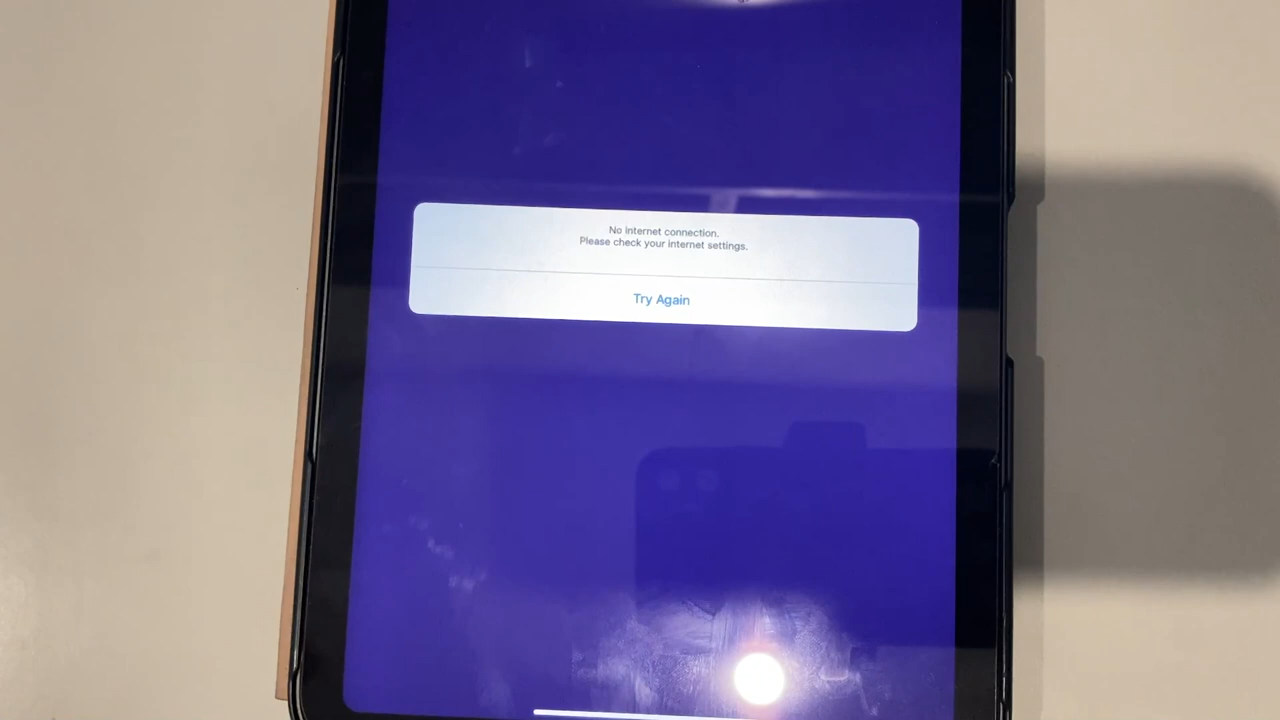 No internet connection.
Please check your internet settings.
Try Again